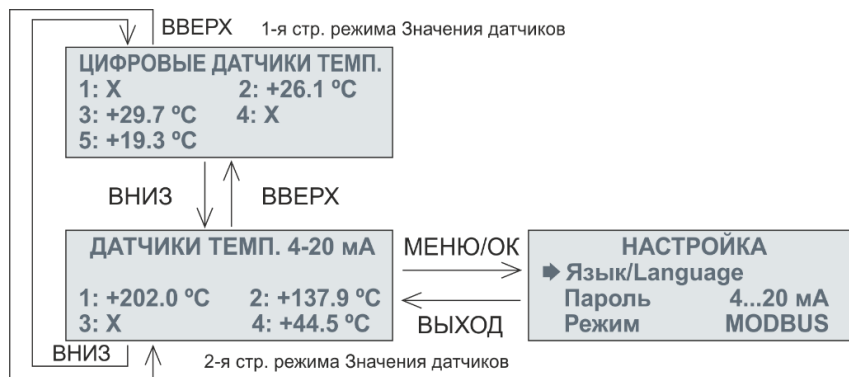 ВВЕРХ 1-я стр. режима Значения датчиков
ЦИФРОВЫЕ ДАТЧИКИ ТЕМП.
1: X 2: +26.1 ºC
3: +29.7 ºC 4: X
5: +19.3 ºC
ВНИЗ ВВЕРХ
ДАТЧИКИ ТЕМП. 4-20 мА
1: +202.0 ºC 2: +137.9 ºC
3: X 4: +44.5 ºC
МЕНЮ/ОК
ВЫХОД
НАСТРОЙКА
Язык/Language
Пароль 4...20 мА
Режим MODBUS
ВНИЗ 2-я стр. режима Значения датчиков